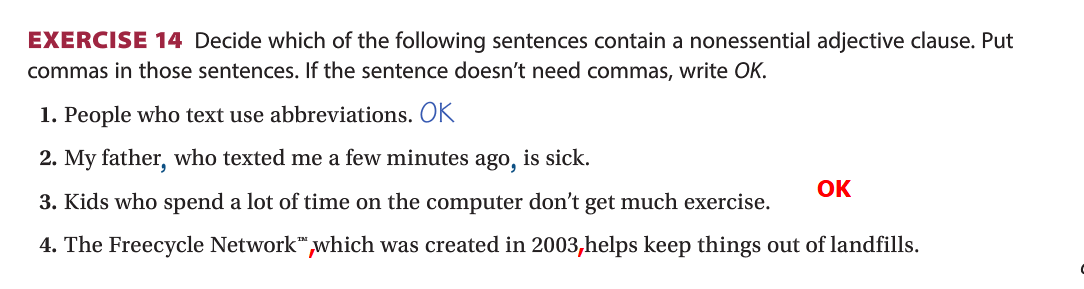 EXERCISE 14 Decide which of the following sentences contain a nonessential adjective clause. Put
commas in those sentences. If the sentence doesn't need commas, write OK.
1. People who text use abbreviations. OK
2. My father, who texted me a few minutes ago, is sick.
3. Kids who spend a lot of time on the computer don't get much exercise. OK
4. The Freecycle Network™,which was created in 2003,helps keep things out of landfills.